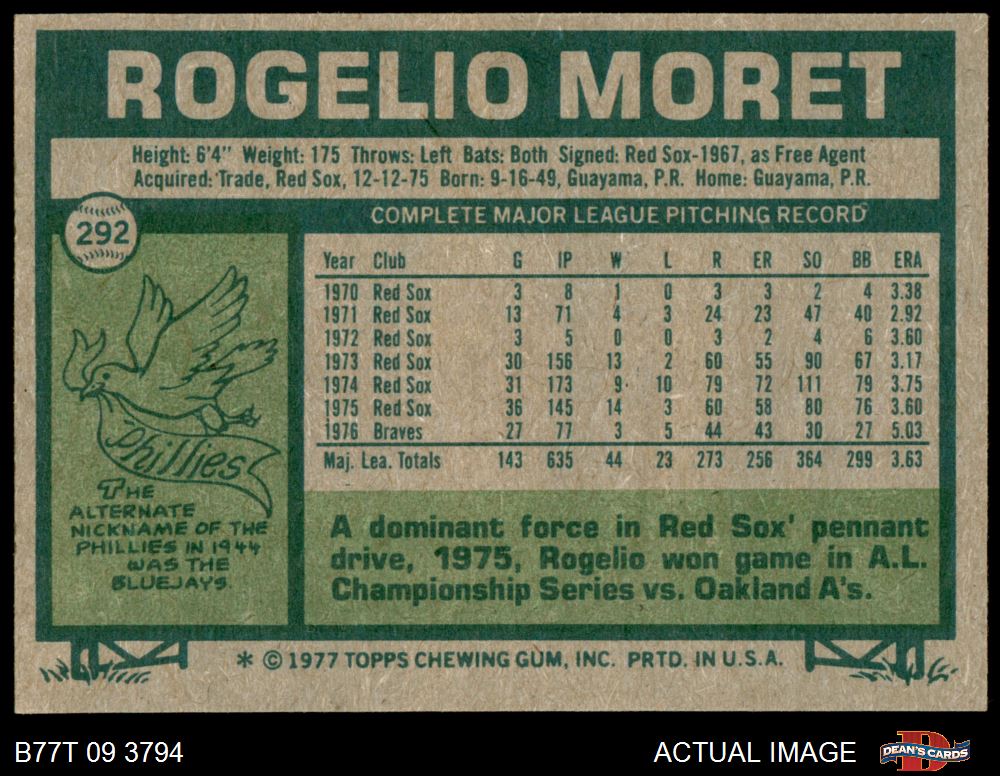 ROGELIO MORET
Height: 6'4" Weight: 175 Throws: Left Bats: Both Signed: Red Sox-1967, as Free Agent
Acquired: Trade, Red Sox, 12-12-75 Born: 9-16-49, Guayama, P.R. Home: Guayama, P.R.
292
COMPLETE MAJOR LEAGUE PITCHING RECORD
Year Club G IP W L R ER SO BB ERA
1970 Red Sox 3 8 1 0 3 3 2 4 3.38
1971 Red Sox 13 71 4 3 24 23 47 40 2.92
1972 Red Sox 3 5 0 0 3 2 4 6 3.60
1973 Red Sox 30 156 13 2 60 55 90 67 3.17
1974 Red Sox 31 173 9 10 79 72 111 79 3.75
1975 Red Sox 36 145 14 3 60 58 80 76 3.60
1976 Braves 27 77 3 5 44 43 30 27 5.03
Maj. Lea. Totals 143 635 44 23 273 256 364 299 3.63
Phillies
THE
ALTERNATE
NICKNAME OF THE
PHILLIES IN 1944
WAS THE
BLUEJAYS.
A dominant force in Red Sox' pennant
drive, 1975, Rogelio won game in A.L.
Championship Series vs. Oakland A's.
* © 1977 TOPPS CHEWING GUM, INC. PRTD. IN U.S.A.
B77T 09 3794
ACTUAL IMAGE
D
DEAN'S CARDS